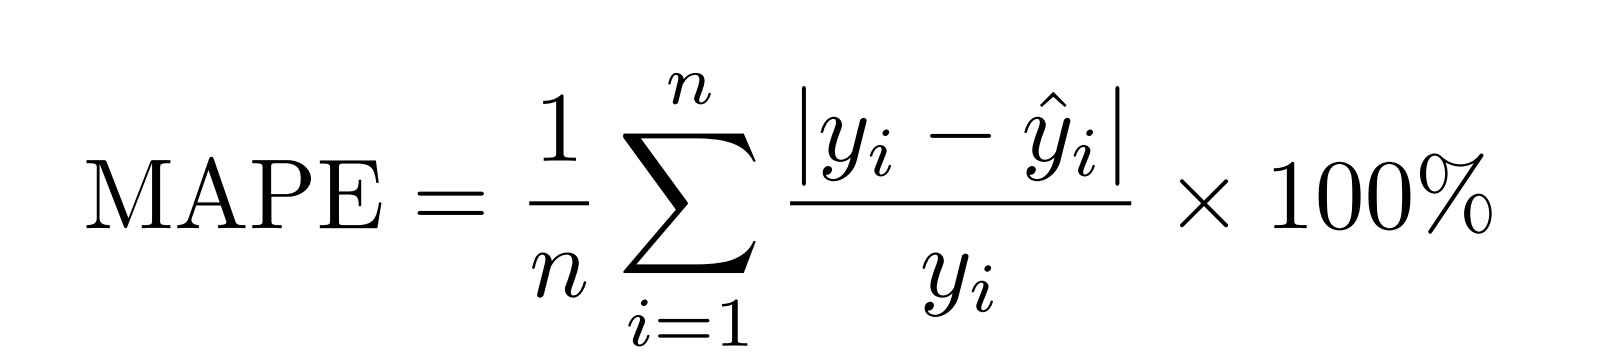 MAPE = \frac{1}{n} \sum_{i=1}^{n} \frac{|y_i - \hat{y}_i|}{y_i} \times 100\%